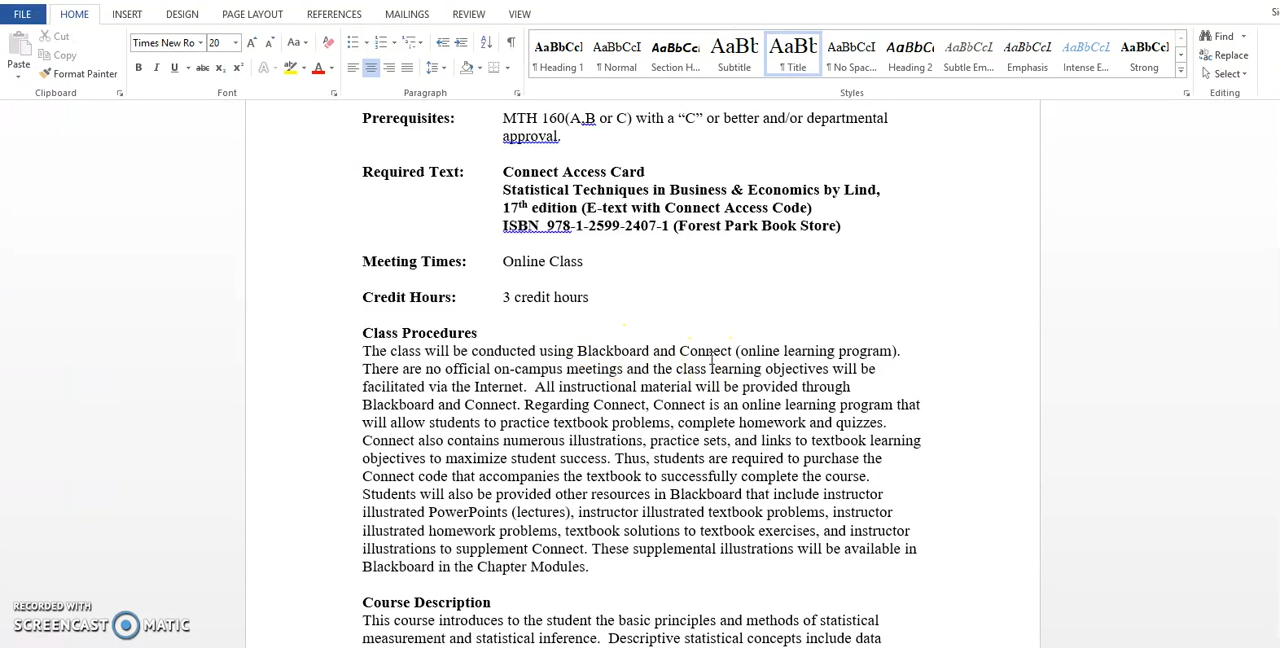 FILE HOME INSERT DESIGN PAGE LAYOUT REFERENCES MAILINGS REVIEW VIEW Si
Cut
Copy
Paste
Format Painter
Times New Ro 20 A A Aa
B I U abc x₂ x² A A
AaBbCcI AaBbCcI AaBbCc AaBb AaBb AaBbCcI AaBbC AaBbCcL AaBbCcL AaBbCcL AaBbCcl
¶ Heading 1 ¶ Normal Section H... Subtitle ¶ Title ¶ No Spac... Heading 2 Subtle Em... Emphasis Intense E... Strong
Find
Replace
Select
Clipboard Font Paragraph Styles Editing
Prerequisites: MTH 160(A,B or C) with a “C” or better and/or departmental
approval.
Required Text: Connect Access Card
Statistical Techniques in Business & Economics by Lind,
17th edition (E-text with Connect Access Code)
ISBN 978-1-2599-2407-1 (Forest Park Book Store)
Meeting Times: Online Class
Credit Hours: 3 credit hours
Class Procedures
The class will be conducted using Blackboard and Connect (online learning program).
There are no official on-campus meetings and the class learning objectives will be
facilitated via the Internet. All instructional material will be provided through
Blackboard and Connect. Regarding Connect, Connect is an online learning program that
will allow students to practice textbook problems, complete homework and quizzes.
Connect also contains numerous illustrations, practice sets, and links to textbook learning
objectives to maximize student success. Thus, students are required to purchase the
Connect code that accompanies the textbook to successfully complete the course.
Students will also be provided other resources in Blackboard that include instructor
illustrated PowerPoints (lectures), instructor illustrated textbook problems, instructor
illustrated homework problems, textbook solutions to textbook exercises, and instructor
illustrations to supplement Connect. These supplemental illustrations will be available in
Blackboard in the Chapter Modules.
Course Description
This course introduces to the student the basic principles and methods of statistical
measurement and statistical inference. Descriptive statistical concepts include data
RECORDED WITH
SCREENCAST MATIC